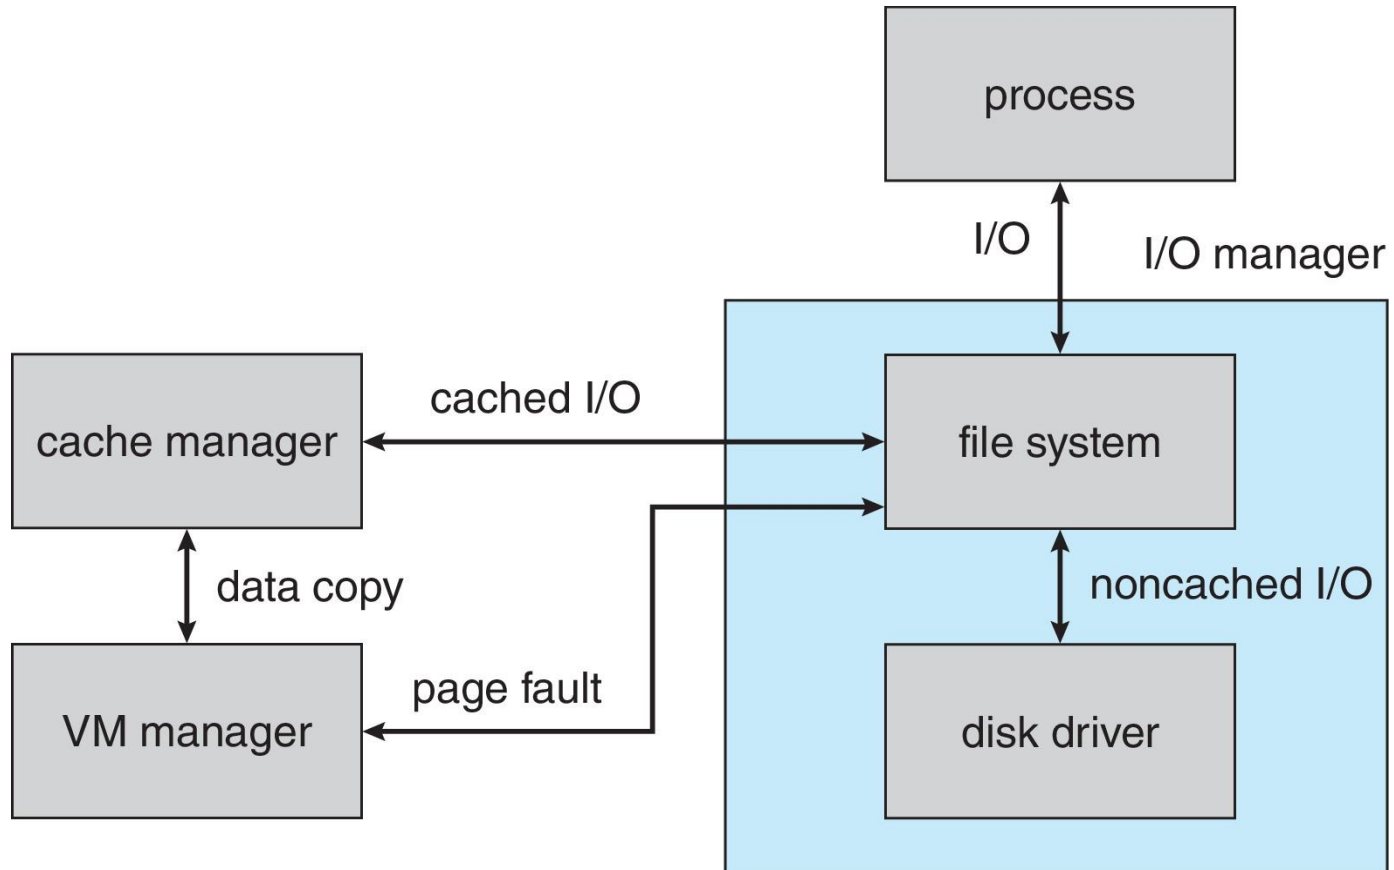 process
I/O
I/O manager
cached I/O
cache manager
file system
data copy
noncached I/O
page fault
VM manager
disk driver